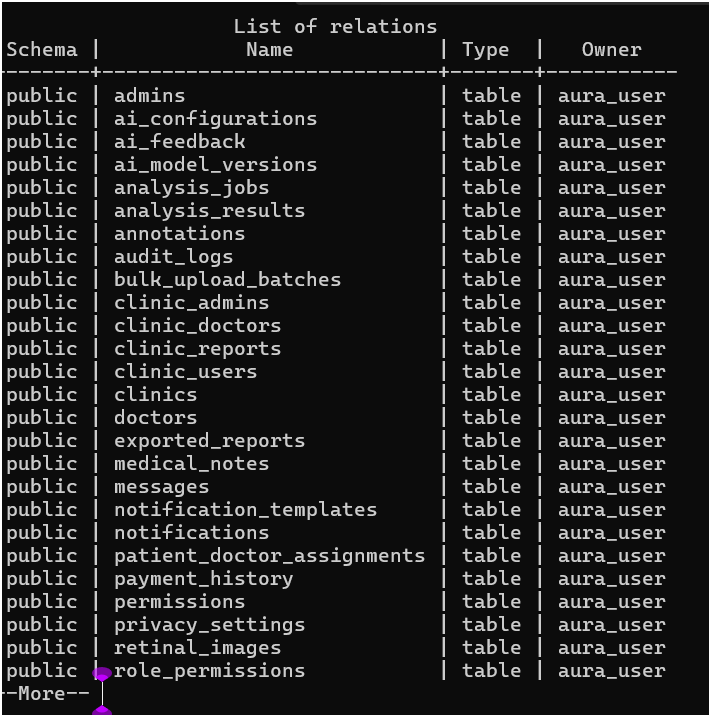 List of relations
Schema | Name | Type | Owner
--------+----------------------------+-------+-----------
public | admins | table | aura_user
public | ai_configurations | table | aura_user
public | ai_feedback | table | aura_user
public | ai_model_versions | table | aura_user
public | analysis_jobs | table | aura_user
public | analysis_results | table | aura_user
public | annotations | table | aura_user
public | audit_logs | table | aura_user
public | bulk_upload_batches | table | aura_user
public | clinic_admins | table | aura_user
public | clinic_doctors | table | aura_user
public | clinic_reports | table | aura_user
public | clinic_users | table | aura_user
public | clinics | table | aura_user
public | doctors | table | aura_user
public | exported_reports | table | aura_user
public | medical_notes | table | aura_user
public | messages | table | aura_user
public | notification_templates | table | aura_user
public | notifications | table | aura_user
public | patient_doctor_assignments | table | aura_user
public | payment_history | table | aura_user
public | permissions | table | aura_user
public | privacy_settings | table | aura_user
public | retinal_images | table | aura_user
public | role_permissions | table | aura_user
--More--